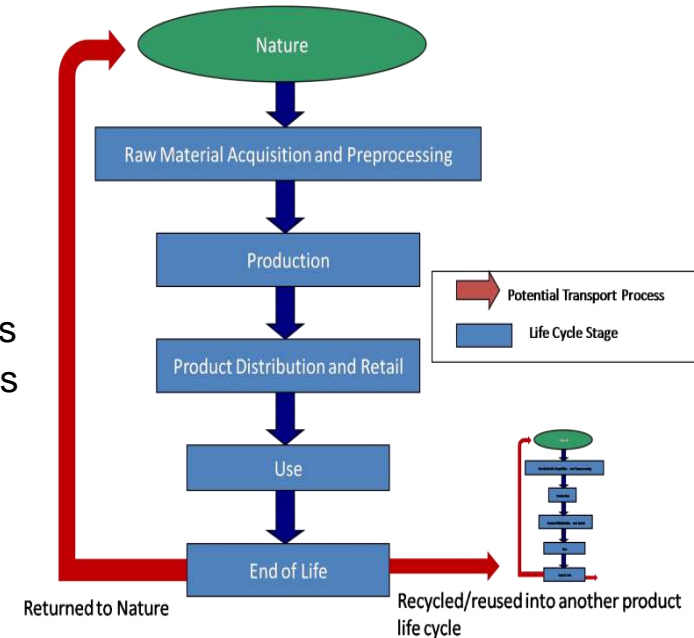 Nature
Raw Material Acquisition and Preprocessing
Production
Potential Transport Process
Life Cycle Stage
s
s
Product Distribution and Retail
Use
End of Life
Returned to Nature
Recycled/reused into another product
life cycle